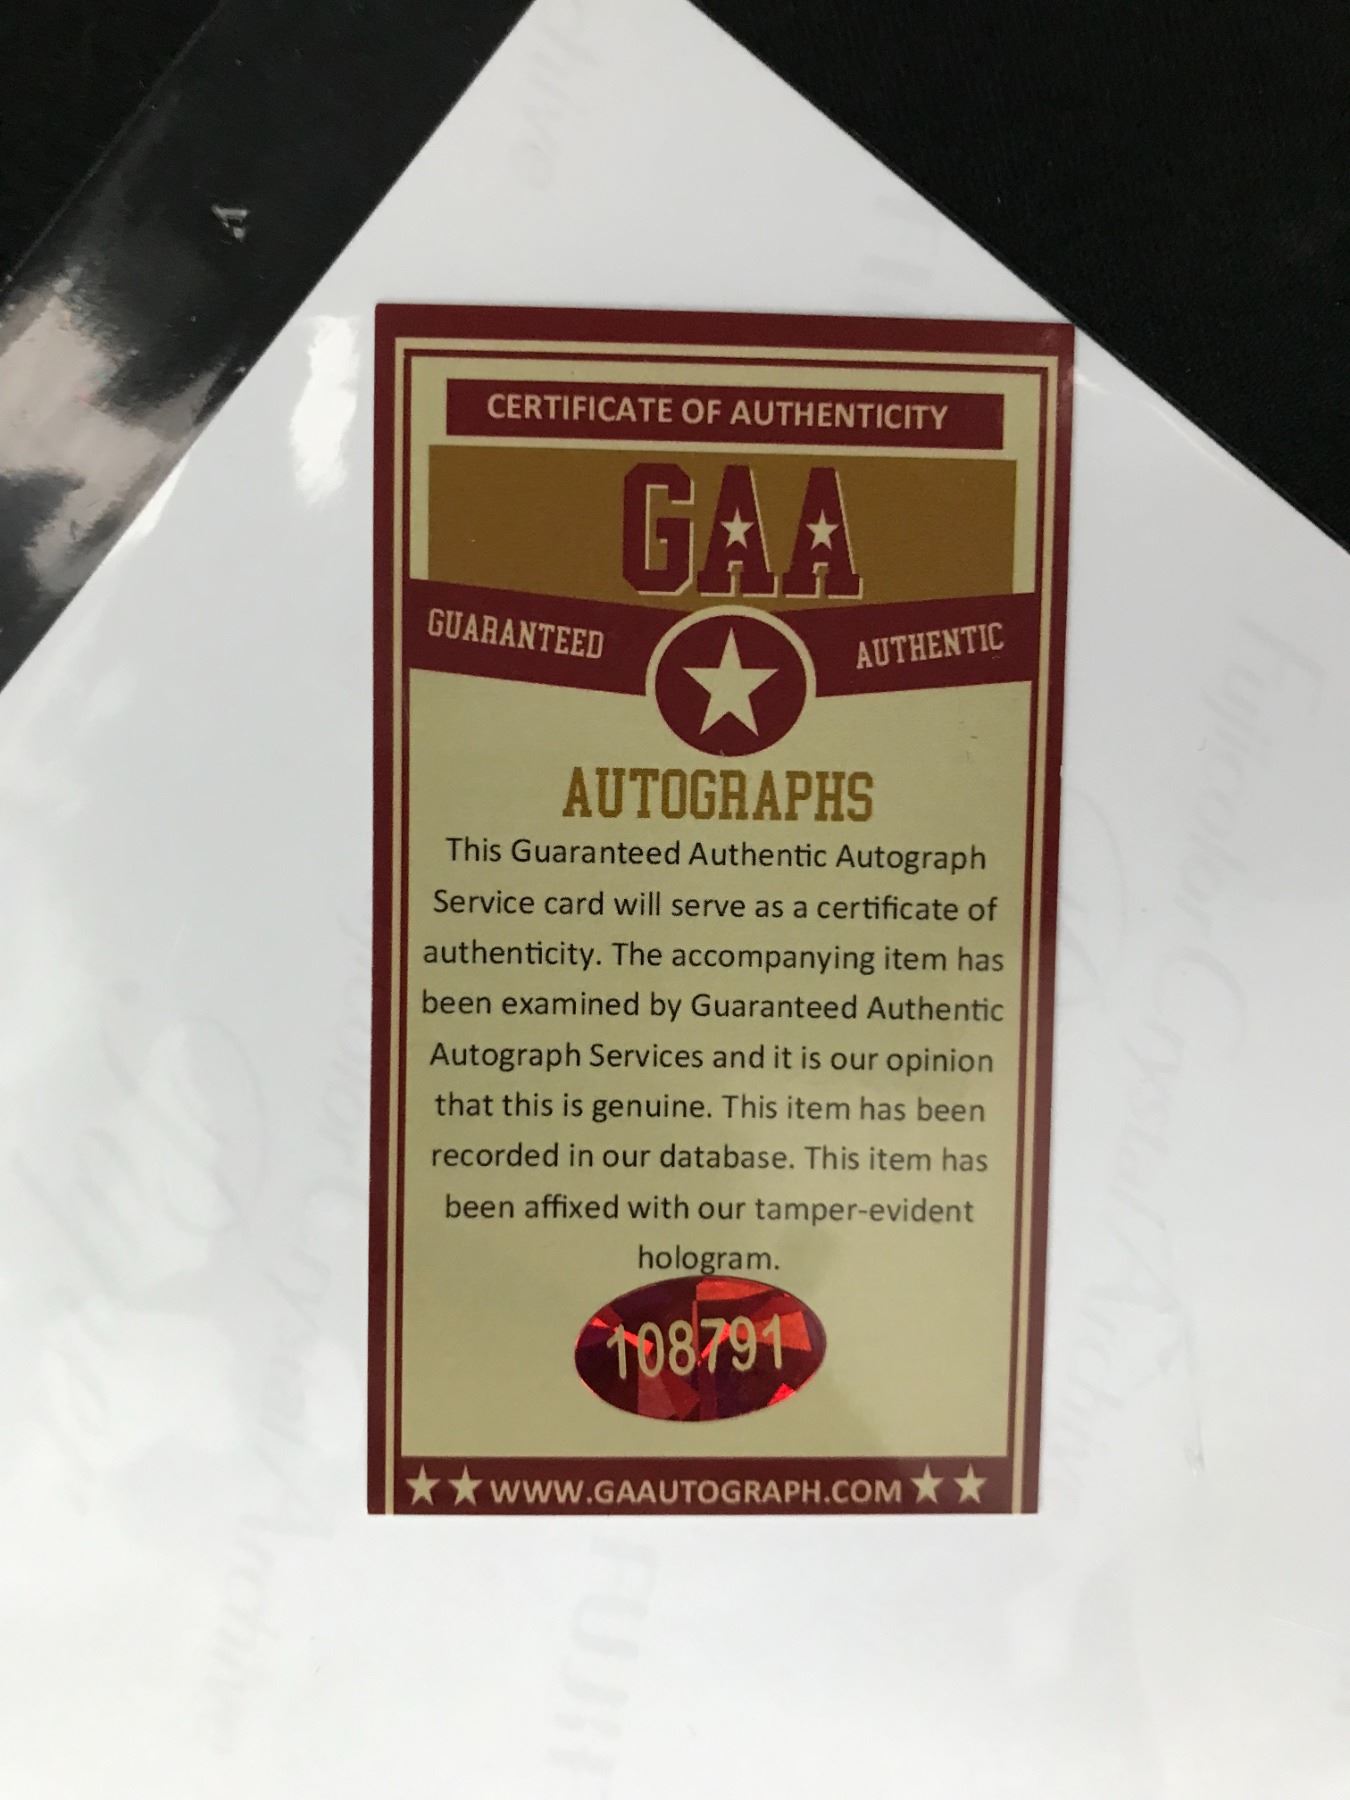 CERTIFICATE OF AUTHENTICITY
GAA
GUARANTEED AUTHENTIC
AUTOGRAPHS
This Guaranteed Authentic Autograph
Service card will serve as a certificate of
authenticity. The accompanying item has
been examined by Guaranteed Authentic
Autograph Services and it is our opinion
that this is genuine. This item has been
recorded in our database. This item has
been affixed with our tamper-evident
hologram.
108791
WWW.GAAUTOGRAPH.COM
Fujicolor Crystal Archive